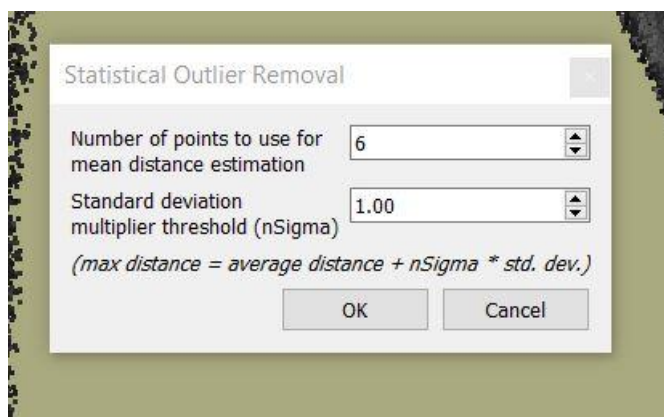 Statistical Outlier Removal
Number of points to use for
mean distance estimation
6
Standard deviation
multiplier threshold (nSigma)
1.00
(max distance = average distance + nSigma * std. dev.)
OK
Cancel